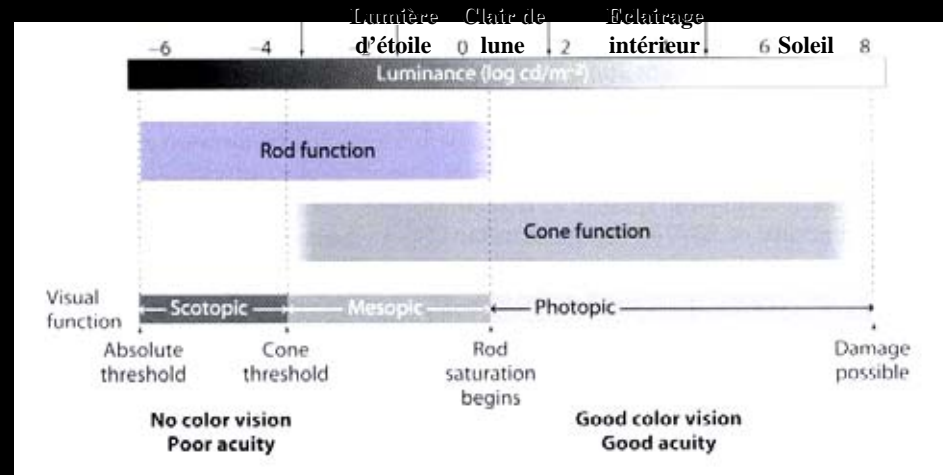 Lumière Clair de Eclairage
−6 −4 d'étoile 0 lune 2 intérieur 6 Soleil 8
Luminance (log cd/m⁻²)
Rod function
Cone function
Visual
function
Scotopic Mesopic Photopic
Absolute
threshold
Cone
threshold
Rod
saturation
begins
Damage
possible
No color vision
Poor acuity
Good color vision
Good acuity